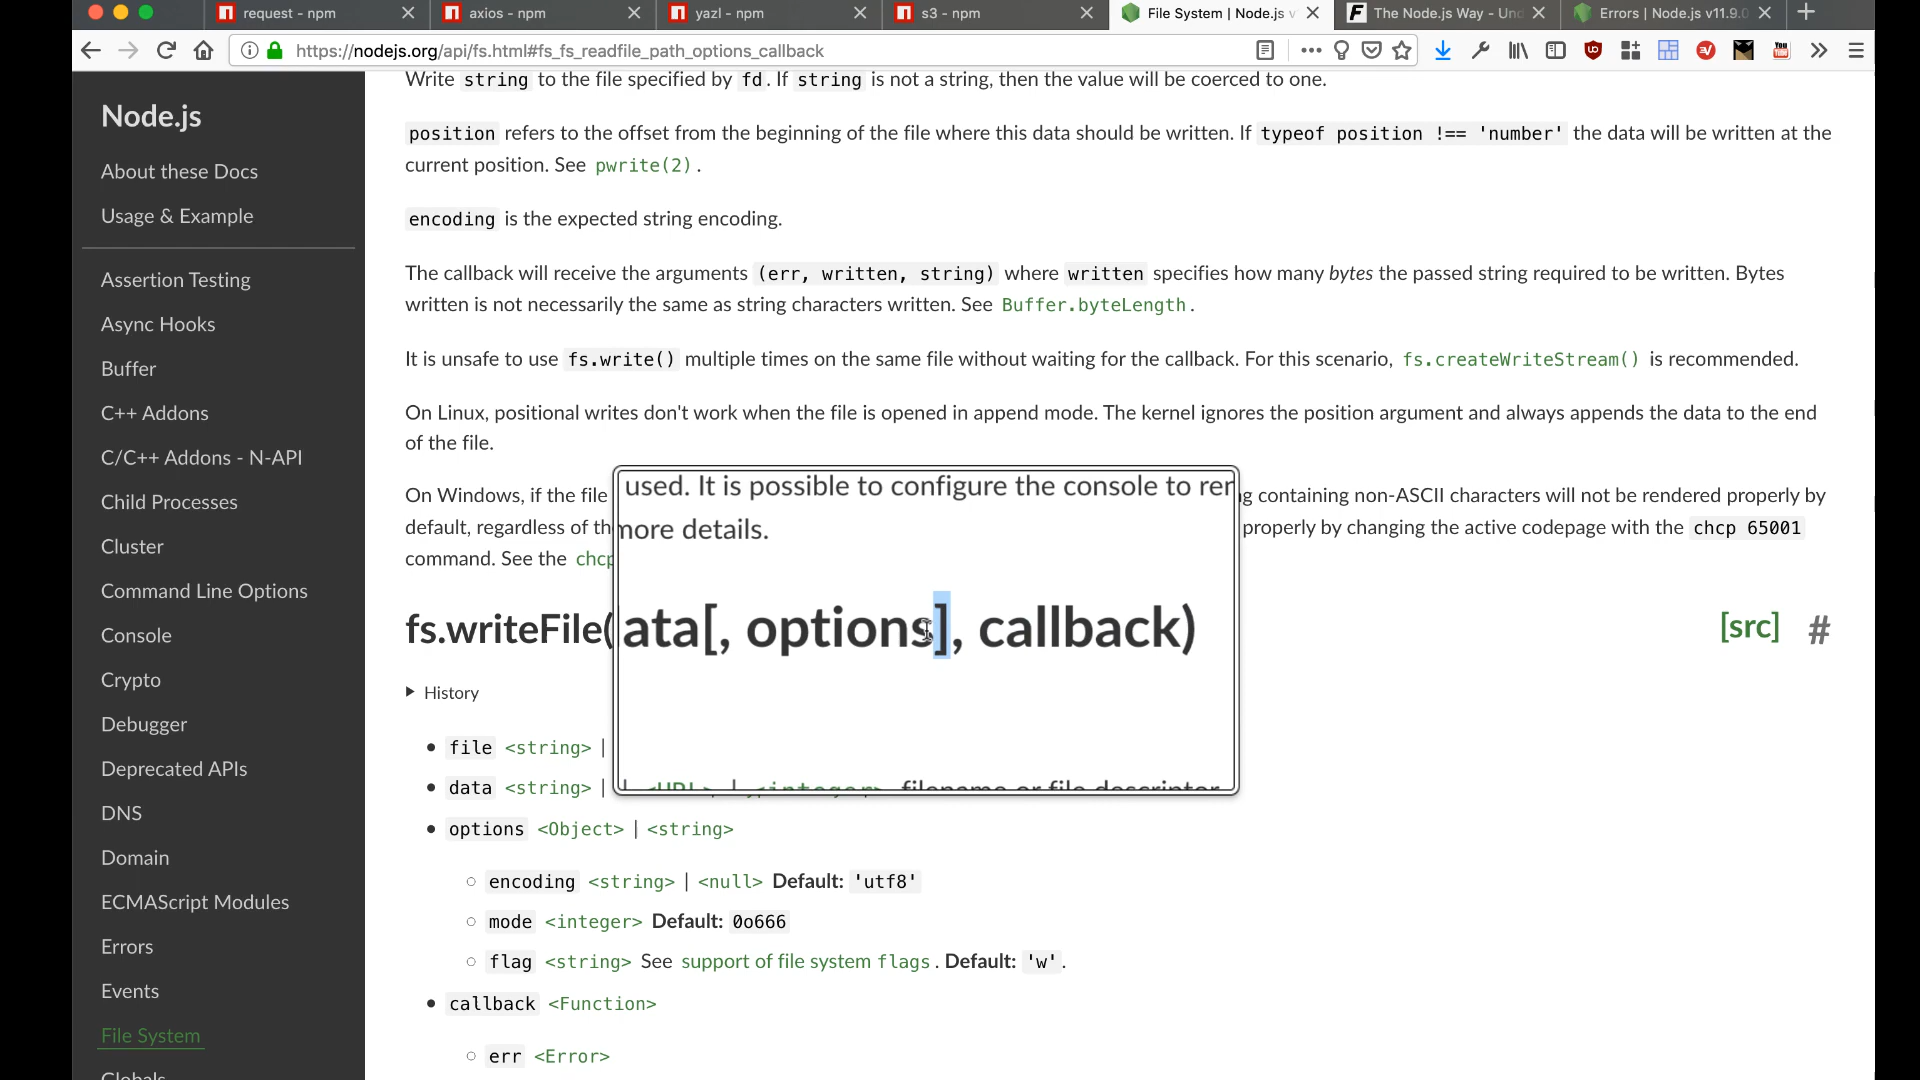 request - npm
axios - npm
yazl - npm
s3 - npm
File System | Node.js v
The Node.js Way - Und
Errors | Node.js v11.9.0
https://nodejs.org/api/fs.html#fs_fs_readfile_path_options_callback
Node.js
About these Docs
Usage & Example
Assertion Testing
Async Hooks
Buffer
C++ Addons
C/C++ Addons - N-API
Child Processes
Cluster
Command Line Options
Console
Crypto
Debugger
Deprecated APIs
DNS
Domain
ECMAScript Modules
Errors
Events
File System
Globals
Write string to the file specified by fd. If string is not a string, then the value will be coerced to one.
position refers to the offset from the beginning of the file where this data should be written. If typeof position !== 'number' the data will be written at the
current position. See pwrite(2).
encoding is the expected string encoding.
The callback will receive the arguments (err, written, string) where written specifies how many bytes the passed string required to be written. Bytes
written is not necessarily the same as string characters written. See Buffer.byteLength.
It is unsafe to use fs.write() multiple times on the same file without waiting for the callback. For this scenario, fs.createWriteStream() is recommended.
On Linux, positional writes don't work when the file is opened in append mode. The kernel ignores the position argument and always appends the data to the end
of the file.
On Windows, if the file
containing non-ASCII characters will not be rendered properly by
default, regardless of th
properly by changing the active codepage with the chcp 65001
command. See the chcp
used. It is possible to configure the console to ren
more details.
ata[, options], callback)
| <URL> | <integer> filename or file descriptor
fs.writeFile(
[src] #
History
file <string> |
data <string> |
options <Object> | <string>
encoding <string> | <null> Default: 'utf8'
mode <integer> Default: 0o666
flag <string> See support of file system flags. Default: 'w'.
callback <Function>
err <Error>